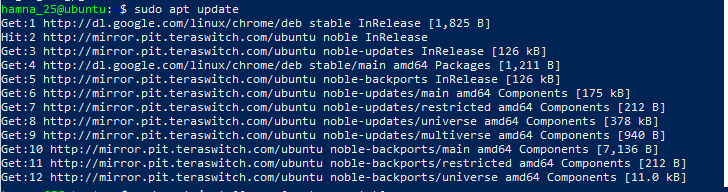 hamna_25@ubuntu: $ sudo apt update
Get:1 http://dl.google.com/linux/chrome/deb stable InRelease [1,825 B]
Hit:2 http://mirror.pit.teraswitch.com/ubuntu noble InRelease
Get:3 http://mirror.pit.teraswitch.com/ubuntu noble-updates InRelease [126 kB]
Get:4 http://dl.google.com/linux/chrome/deb stable/main amd64 Packages [1,211 B]
Get:5 http://mirror.pit.teraswitch.com/ubuntu noble-backports InRelease [126 kB]
Get:6 http://mirror.pit.teraswitch.com/ubuntu noble-updates/main amd64 Components [175 kB]
Get:7 http://mirror.pit.teraswitch.com/ubuntu noble-updates/restricted amd64 Components [212 B]
Get:8 http://mirror.pit.teraswitch.com/ubuntu noble-updates/universe amd64 Components [378 kB]
Get:9 http://mirror.pit.teraswitch.com/ubuntu noble-updates/multiverse amd64 Components [940 B]
Get:10 http://mirror.pit.teraswitch.com/ubuntu noble-backports/main amd64 Components [7,136 B]
Get:11 http://mirror.pit.teraswitch.com/ubuntu noble-backports/restricted amd64 Components [212 B]
Get:12 http://mirror.pit.teraswitch.com/ubuntu noble-backports/universe amd64 Components [11.0 kB]